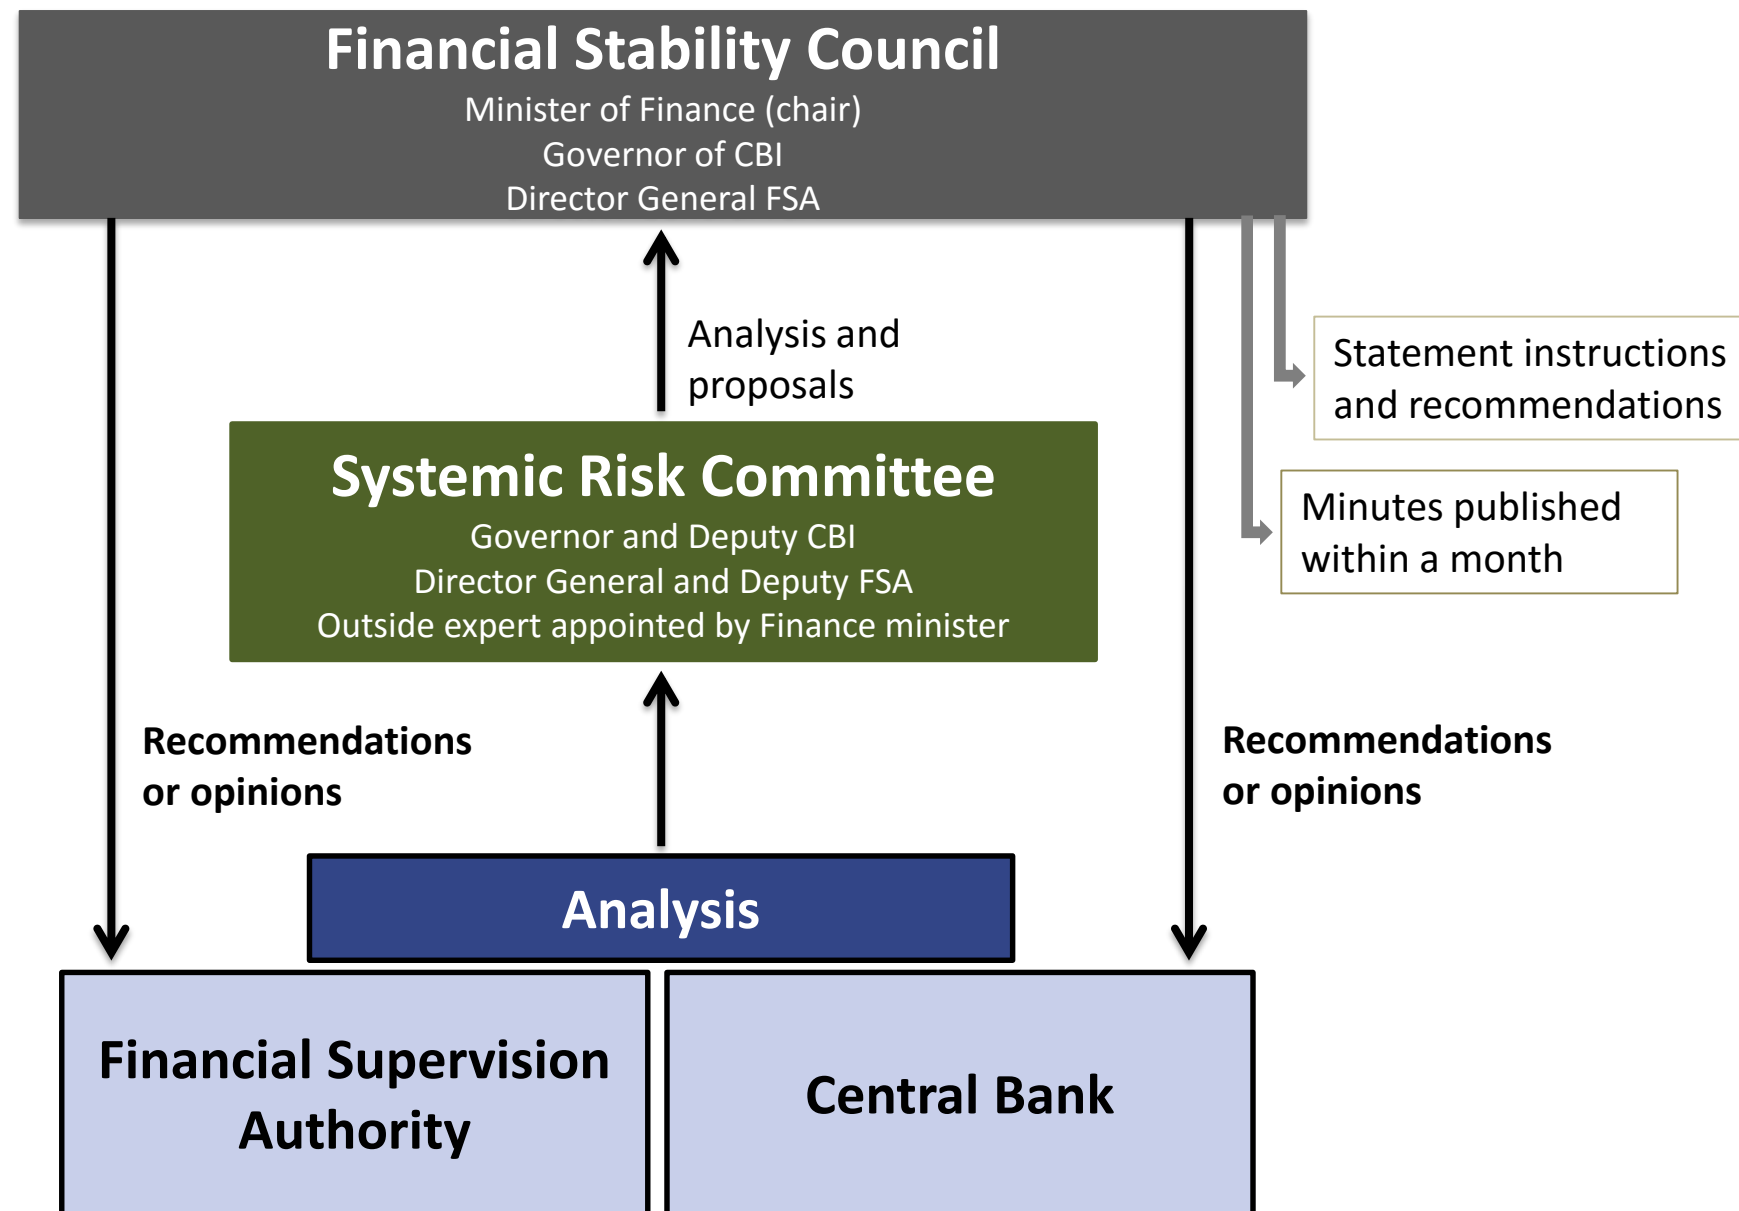 Financial Stability Council
Minister of Finance (chair)
Governor of CBI
Director General FSA
Analysis and
proposals
Statement instructions
and recommendations
Systemic Risk Committee
Governor and Deputy CBI
Director General and Deputy FSA
Outside expert appointed by Finance minister
Minutes published
within a month
Recommendations
or opinions
Recommendations
or opinions
Analysis
Financial Supervision
Authority
Central Bank